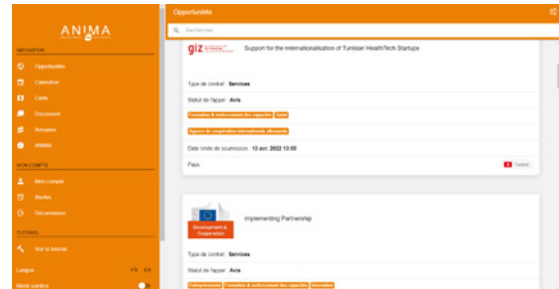 ANIMA
NAVIGATION
Opportunités
Calendrier
Carte
Discussion
Annuaire
ANIMA
MON COMPTE
Mon compte
Alertes
Déconnexion
TUTORIEL
Voir le tutoriel
Langue FR EN
Mode sombre
Opportunités
Rechercher
giz
Support for the internationalisation of Tunisian HealthTech Startups
Type de contrat : Services
Statut de l'appel : Avis
Formation & renforcement des capacités Santé
Agence de coopération internationale allemande
Date limite de soumission : 13 avr. 2022 12:00
Pays : Tunisie
Development & Cooperation
Implementing Partnership
Type de contrat : Services
Statut de l'appel : Avis
Entrepreneuriat Formation & renforcement des capacités Innovation